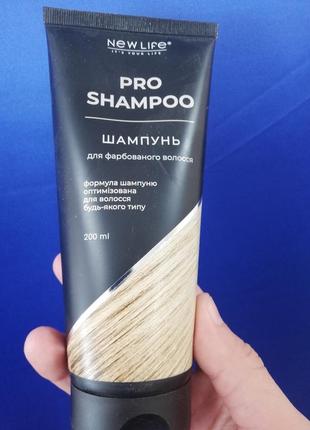 NEW LIFE®
IT'S YOUR LIFE
PRO
SHAMPOO
ШАМПУНЬ
для фарбованого волосся
формула шампуню
оптимізована
для волосся
будь-якого типу
200 ml